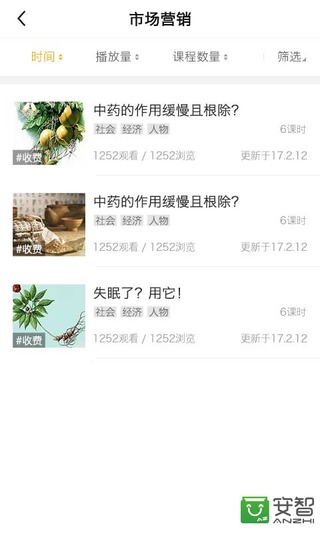 市场营销
时间 播放量 课程数量 筛选
中药的作用缓慢且根除？
社会 经济 人物 6课时
#收费
1252观看 / 1252浏览 更新于17.2.12
中药的作用缓慢且根除？
社会 经济 人物 6课时
#收费
1252观看 / 1252浏览 更新于17.2.12
失眠了？用它！
社会 经济 人物 6课时
#收费
1252观看 / 1252浏览 更新于17.2.12
安智
ANZHI